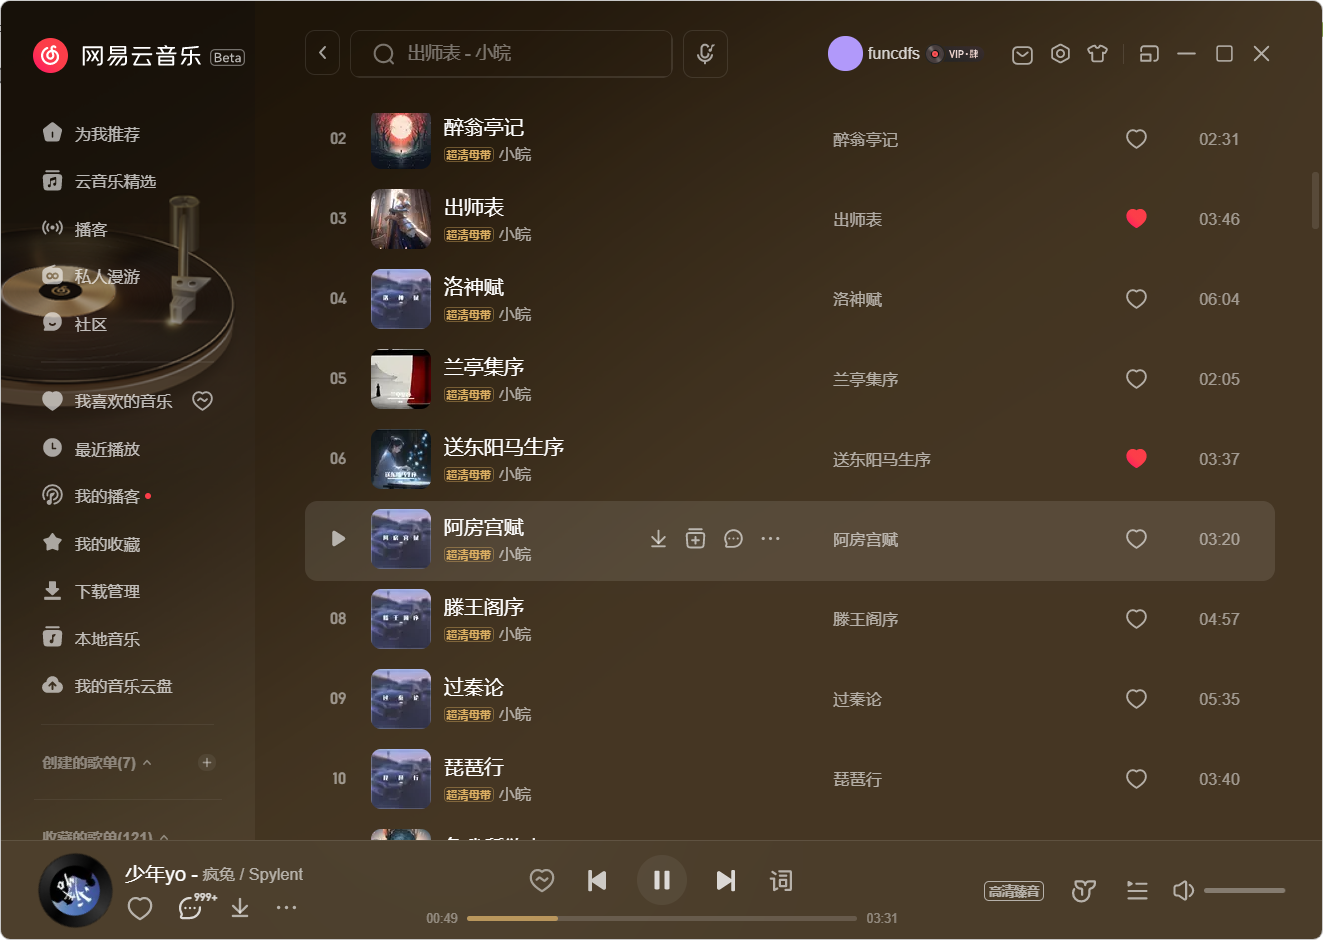 网易云音乐 Beta
出师表 - 小皖
funcdfs VIP·肆
为我推荐
云音乐精选
播客
私人漫游
社区
我喜欢的音乐
最近播放
我的播客
我的收藏
下载管理
本地音乐
我的音乐云盘
创建的歌单(7)
收藏的歌单(121)
02 醉翁亭记 醉翁亭记 02:31
超清母带 小皖
03 出师表 出师表 03:46
超清母带 小皖
04 洛神赋 洛神赋 06:04
超清母带 小皖
05 兰亭集序 兰亭集序 02:05
超清母带 小皖
06 送东阳马生序 送东阳马生序 03:37
超清母带 小皖
阿房宫赋 阿房宫赋 03:20
超清母带 小皖
08 滕王阁序 滕王阁序 04:57
超清母带 小皖
09 过秦论 过秦论 05:35
超清母带 小皖
10 琵琶行 琵琶行 03:40
超清母带 小皖
少年yo - 疯兔 / Spylent
999+
词
00:49
03:31
高清臻音